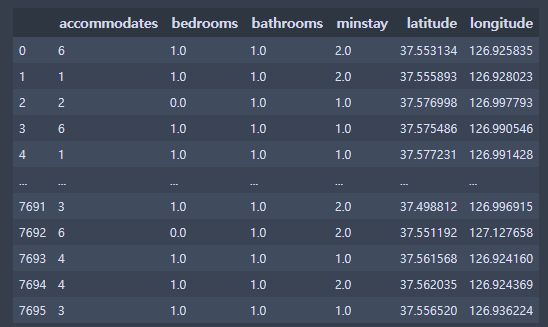 accommodates bedrooms bathrooms minstay latitude longitude
0 6 1.0 1.0 2.0 37.553134 126.925835
1 1 1.0 1.0 2.0 37.555893 126.928023
2 2 0.0 1.0 1.0 37.576998 126.997793
3 6 1.0 1.0 1.0 37.575486 126.990546
4 1 1.0 1.0 1.0 37.577231 126.991428
... ... ... ... ... ... ...
7691 3 1.0 1.0 2.0 37.498812 126.996915
7692 6 0.0 1.0 2.0 37.551192 127.127658
7693 4 1.0 1.0 1.0 37.561568 126.924160
7694 4 1.0 1.0 2.0 37.562035 126.924369
7695 3 1.0 1.0 1.0 37.556520 126.936224